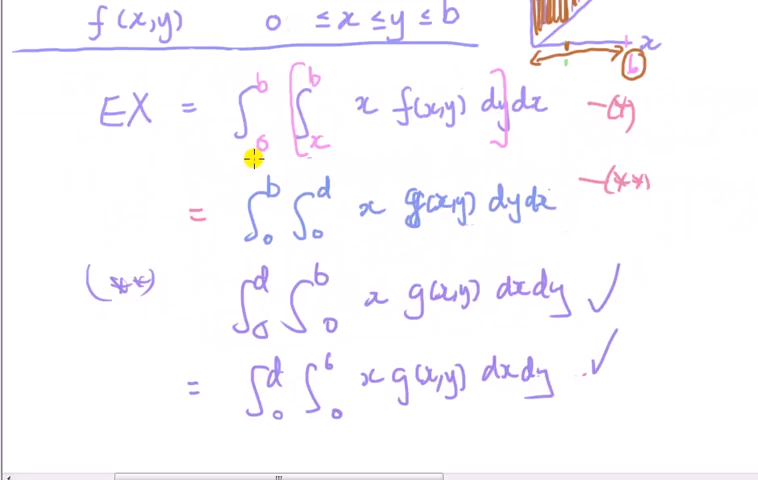 f(x,y) 0 ≤ x ≤ y ≤ b
x
b
EX = ∫_0^b [ ∫_x^b x f(x,y) dy ] dx —(*)
= ∫_0^b ∫_0^d x g(x,y) dy dx —(**)
(**) ∫_0^d ∫_0^b x g(x,y) dx dy ✓
= ∫_0^d ∫_0^b x g(x,y) dx dy ✓